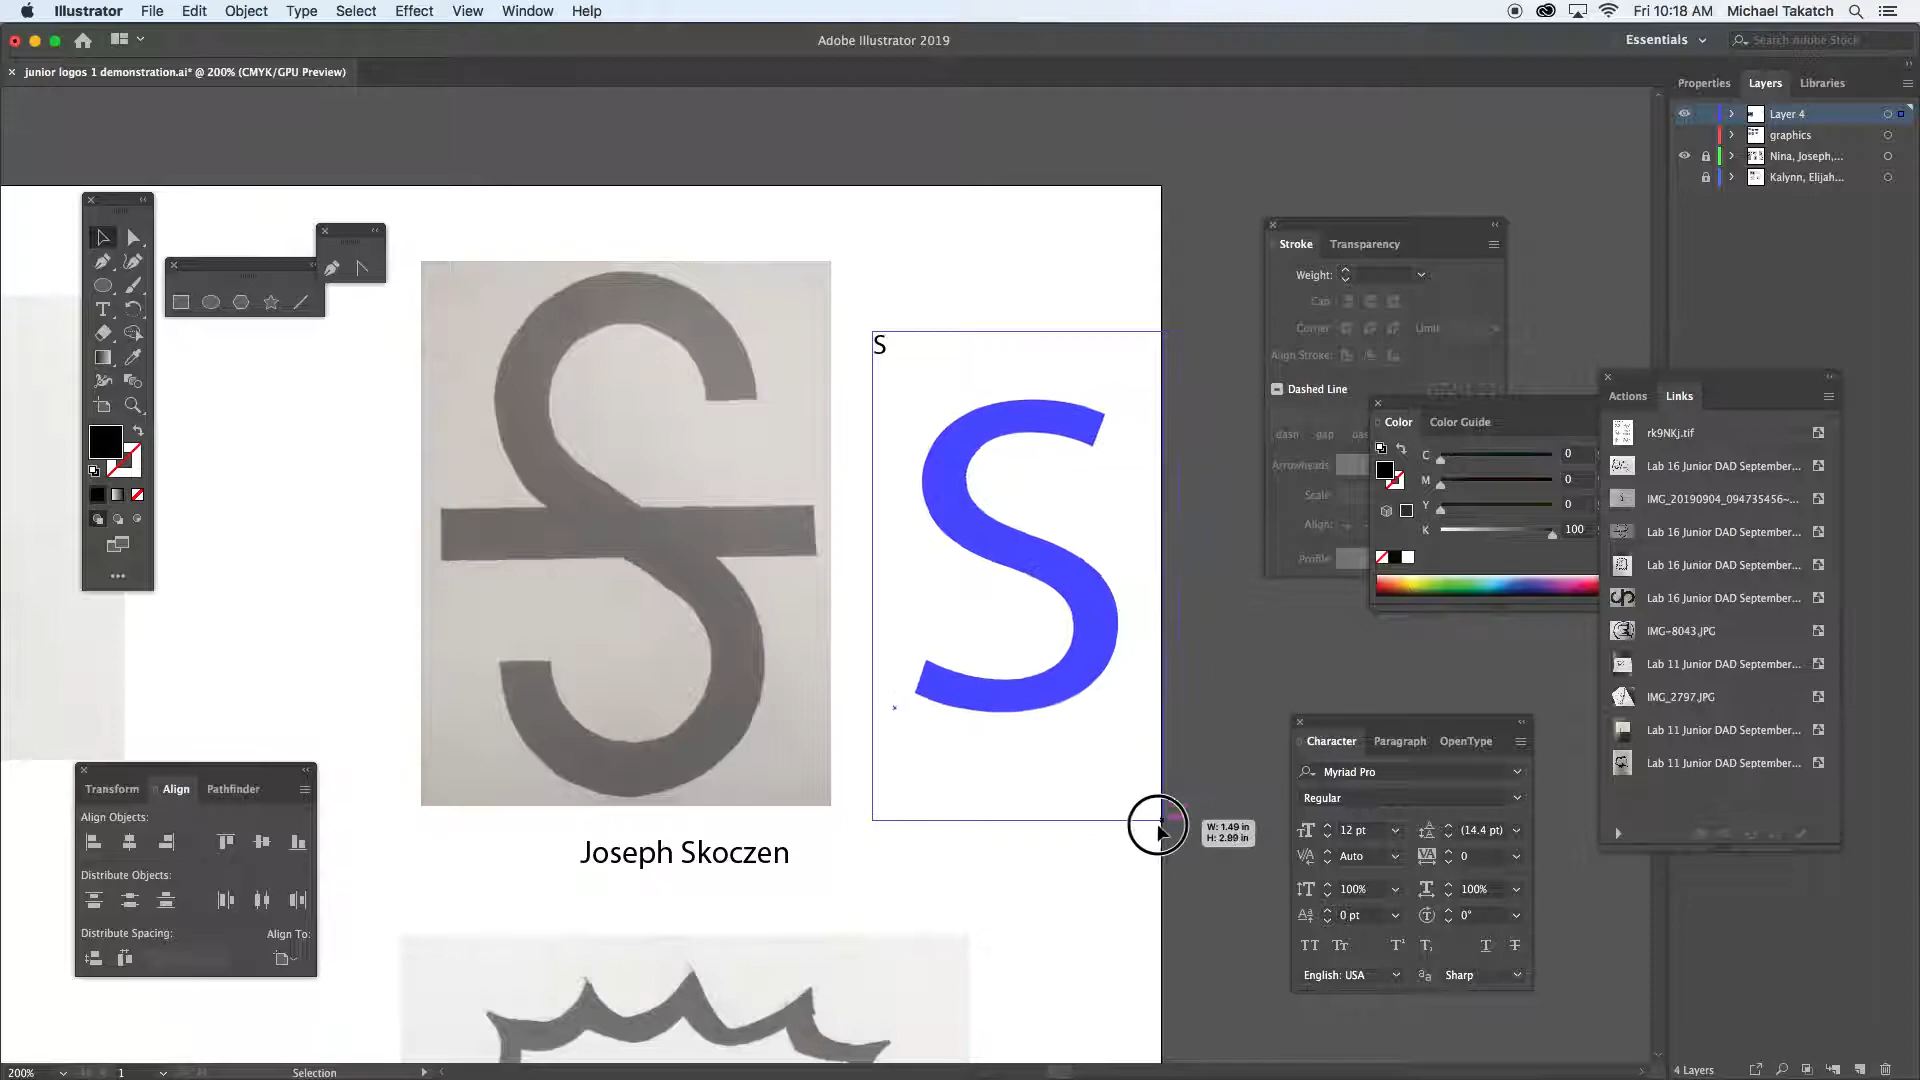 Illustrator File Edit Object Type Select Effect View Window Help
Fri 10:18 AM Michael Takatch
Adobe Illustrator 2019
Essentials
Search Adobe Stock
junior logos 1 demonstration.ai* @ 200% (CMYK/GPU Preview)
Properties Layers Libraries
Layer 4
graphics
Nina, Joseph,...
Kalynn, Elijah...
Stroke Transparency
Weight:
Cap
Corner Limit
Align Stroke:
Dashed Line
dash gap
Arrowheads
Scale
Align:
Profile
Color Color Guide
C 0
M 0
Y 0
K 100
Actions Links
rk9NKj.tif
Lab 16 Junior DAD September...
IMG_20190904_094735456~...
Lab 16 Junior DAD September...
Lab 16 Junior DAD September...
Lab 16 Junior DAD September...
IMG-8043.JPG
Lab 11 Junior DAD September...
IMG_2797.JPG
Lab 11 Junior DAD September...
Lab 11 Junior DAD September...
S
S
W: 1.49 in
H: 2.99 in
Joseph Skoczen
Character Paragraph OpenType
Myriad Pro
Regular
12 pt (14.4 pt)
Auto 0
100% 100%
0 pt 0°
English: USA Sharp
Transform Align Pathfinder
Align Objects:
Distribute Objects:
Distribute Spacing: Align To:
200% 1 Selection
4 Layers